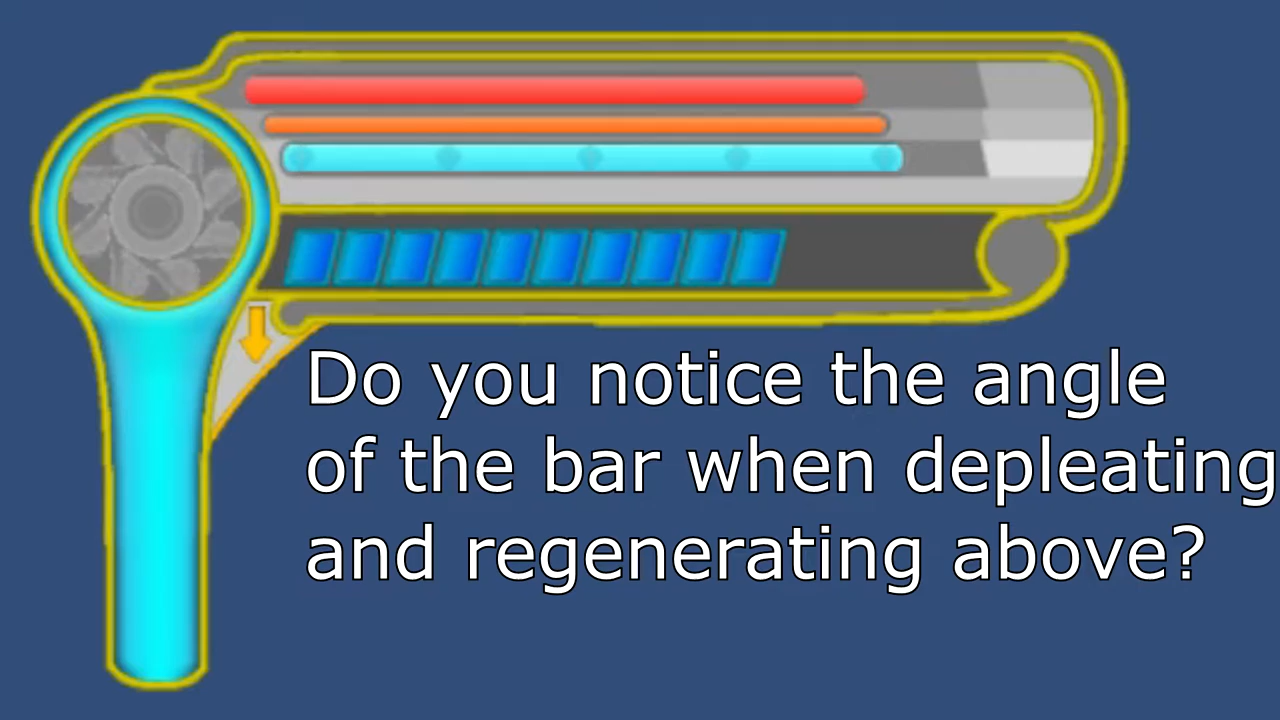 Do you notice the angle
of the bar when depleating
and regenerating above?